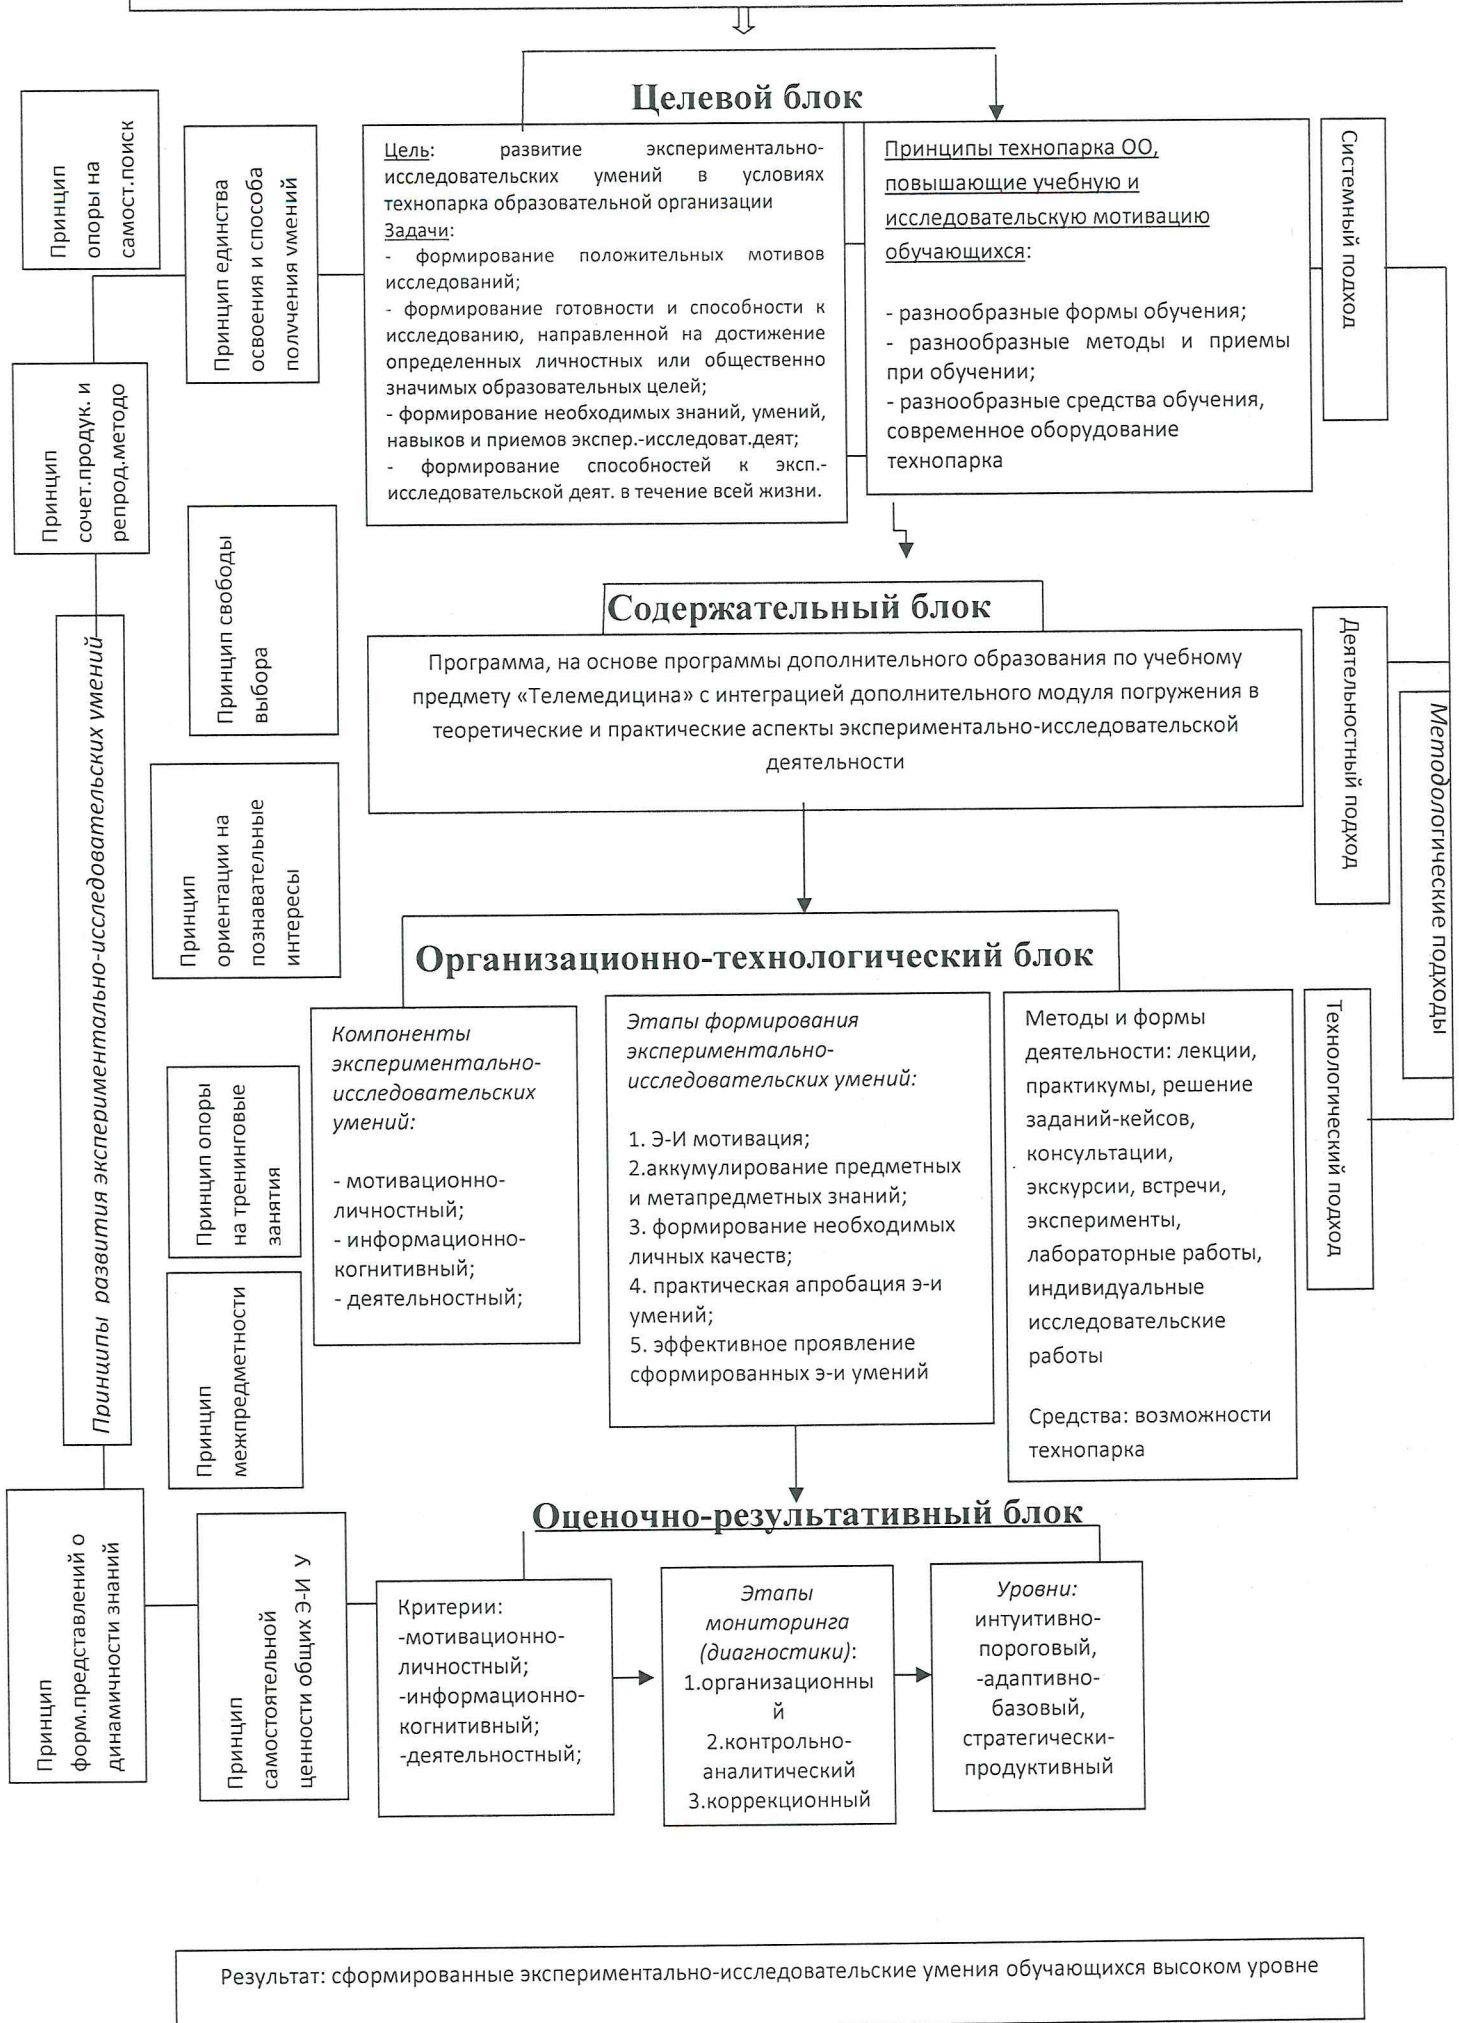 Целевой блок
Принцип
опоры на
самост.поиск
Принцип единства
освоения и способа
получения умений
Цель: развитие экспериментально-
исследовательских умений в условиях
технопарка образовательной организации
Задачи:
- формирование положительных мотивов
исследований;
- формирование готовности и способности к
исследованию, направленной на достижение
определенных личностных или общественно
значимых образовательных целей;
- формирование необходимых знаний, умений,
навыков и приемов экспер.-исследоват.деят;
- формирование способностей к эксп.-
исследовательской деят. в течение всей жизни.
Принципы технопарка ОО,
повышающие учебную и
исследовательскую мотивацию
обучающихся:
- разнообразные формы обучения;
- разнообразные методы и приемы
при обучении;
- разнообразные средства обучения,
современное оборудование
технопарка
Системный подход
Принцип
сочет.продук. и
репрод.методо
Принцип свободы
выбора
Содержательный блок
Программа, на основе программы дополнительного образования по учебному
предмету «Телемедицина» с интеграцией дополнительного модуля погружения в
теоретические и практические аспекты экспериментально-исследовательской
деятельности
Деятельностный подход
Методологические подходы
Принципы развития экспериментально-исследовательских умений
Принцип
ориентации на
познавательные
интересы
Организационно-технологический блок
Компоненты
экспериментально-
исследовательских
умений:
- мотивационно-
личностный;
- информационно-
когнитивный;
- деятельностный;
Этапы формирования
экспериментально-
исследовательских умений:
1. Э-И мотивация;
2.аккумулирование предметных
и метапредметных знаний;
3. формирование необходимых
личных качеств;
4. практическая апробация э-и
умений;
5. эффективное проявление
сформированных э-и умений
Методы и формы
деятельности: лекции,
практикумы, решение
заданий-кейсов,
консультации,
экскурсии, встречи,
эксперименты,
лабораторные работы,
индивидуальные
исследовательские
работы
Средства: возможности
технопарка
Технологический подход
Принцип опоры
на тренинговые
занятия
Принцип
межпредметности
Оценочно-результативный блок
Принцип
форм.представлений о
динамичности знаний
Принцип
самостоятельной
ценности общих Э-И У
Критерии:
-мотивационно-
личностный;
-информационно-
когнитивный;
-деятельностный;
Этапы
мониторинга
(диагностики):
1.организационны
й
2.контрольно-
аналитический
3.коррекционный
Уровни:
интуитивно-
пороговый,
-адаптивно-
базовый,
стратегически-
продуктивный
Результат: сформированные экспериментально-исследовательские умения обучающихся высоком уровне